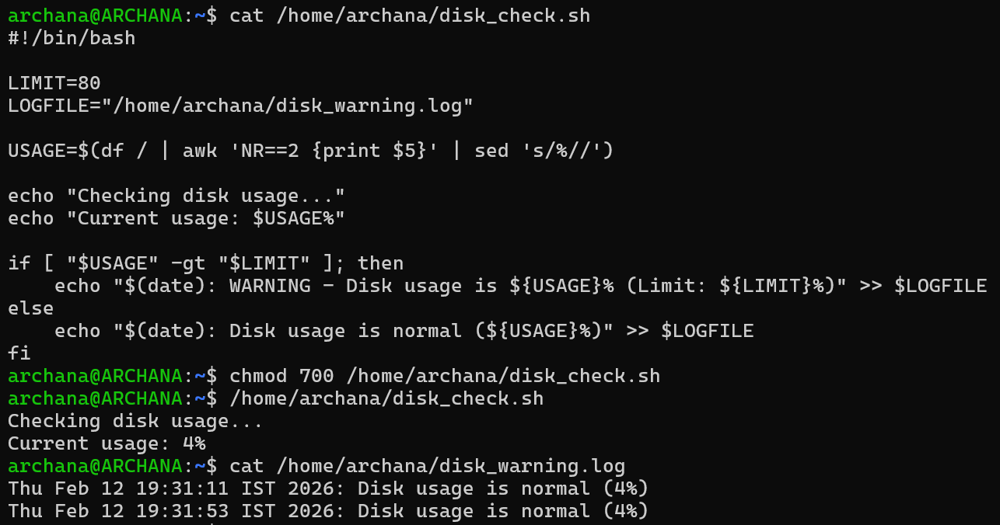 archana@ARCHANA:~$ cat /home/archana/disk_check.sh
#!/bin/bash

LIMIT=80
LOGFILE="/home/archana/disk_warning.log"

USAGE=$(df / | awk 'NR==2 {print $5}' | sed 's/%//')

echo "Checking disk usage..."
echo "Current usage: $USAGE%"

if [ "$USAGE" -gt "$LIMIT" ]; then
    echo "$(date): WARNING - Disk usage is ${USAGE}% (Limit: ${LIMIT}%)" >> $LOGFILE
else
    echo "$(date): Disk usage is normal (${USAGE}%)" >> $LOGFILE
fi
archana@ARCHANA:~$ chmod 700 /home/archana/disk_check.sh
archana@ARCHANA:~$ /home/archana/disk_check.sh
Checking disk usage...
Current usage: 4%
archana@ARCHANA:~$ cat /home/archana/disk_warning.log
Thu Feb 12 19:31:11 IST 2026: Disk usage is normal (4%)
Thu Feb 12 19:31:53 IST 2026: Disk usage is normal (4%)